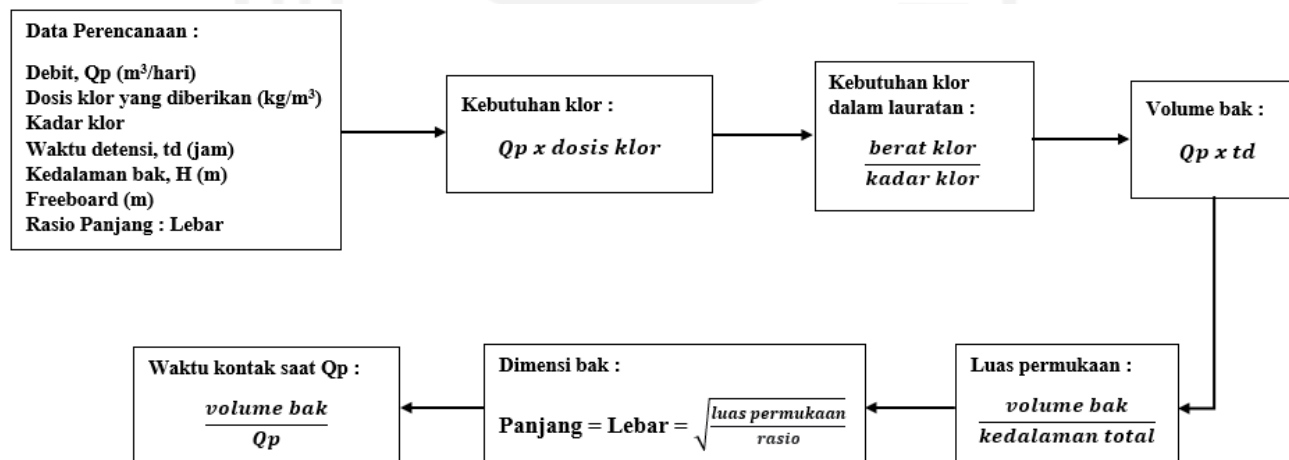 Data Perencanaan :
Debit, Qp (m³/hari)
Dosis klor yang diberikan (kg/m³)
Kadar klor
Waktu detensi, td (jam)
Kedalaman bak, H (m)
Freeboard (m)
Rasio Panjang : Lebar
Kebutuhan klor :
Qp x dosis klor
Kebutuhan klor
dalam lauratan :
berat klor
kadar klor
Volume bak :
Qp x td
Luas permukaan :
volume bak
kedalaman total
Dimensi bak :
Panjang = Lebar = √(luas permukaan / rasio)
Waktu kontak saat Qp :
volume bak
Qp